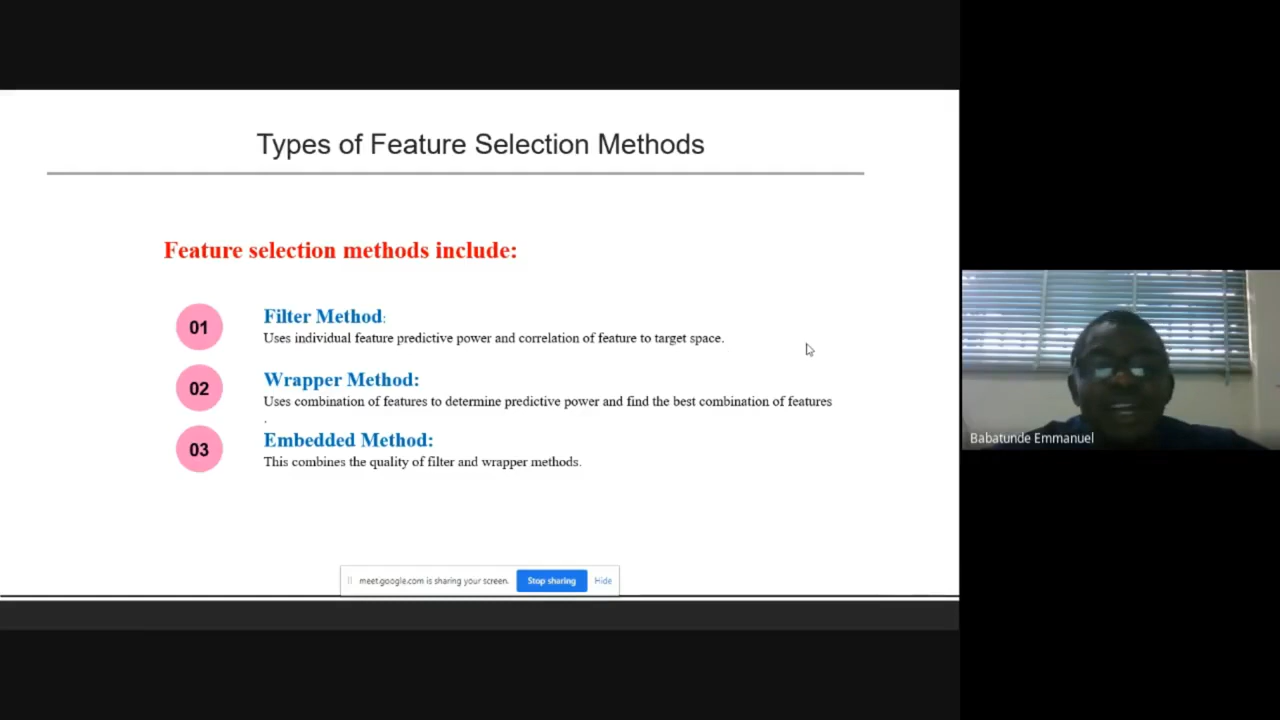 Types of Feature Selection Methods
Feature selection methods include:
01
Filter Method:
Uses individual feature predictive power and correlation of feature to target space.
02
Wrapper Method:
Uses combination of features to determine predictive power and find the best combination of features
.
03
Embedded Method:
This combines the quality of filter and wrapper methods.
meet.google.com is sharing your screen.
Stop sharing
Hide
Babatunde Emmanuel